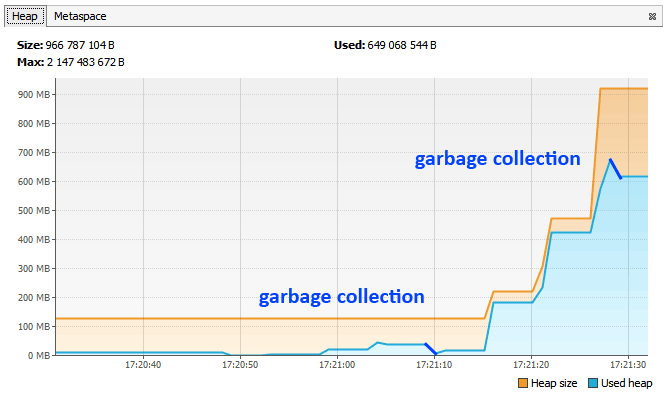 Heap Metaspace
Size: 966 787 104 B Used: 649 068 544 B
Max: 2 147 483 672 B
900 MB
800 MB
700 MB
garbage collection
600 MB
500 MB
400 MB
300 MB
garbage collection
200 MB
100 MB
0 MB
17:20:40 17:20:50 17:21:00 17:21:10 17:21:20 17:21:30
Heap size Used heap